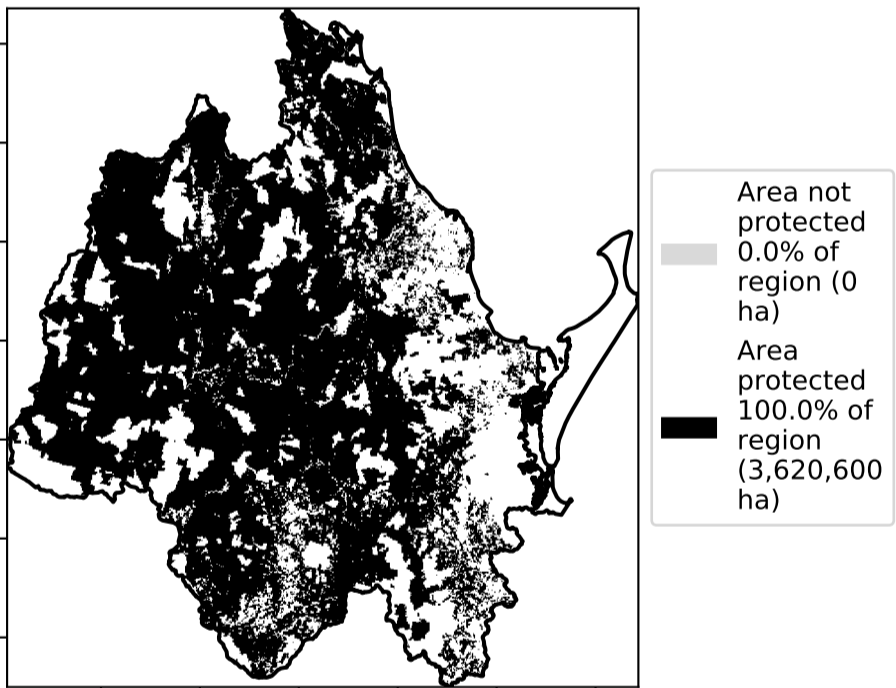 Area not
protected
0.0% of
region (0
ha)
Area
protected
100.0% of
region
(3,620,600
ha)